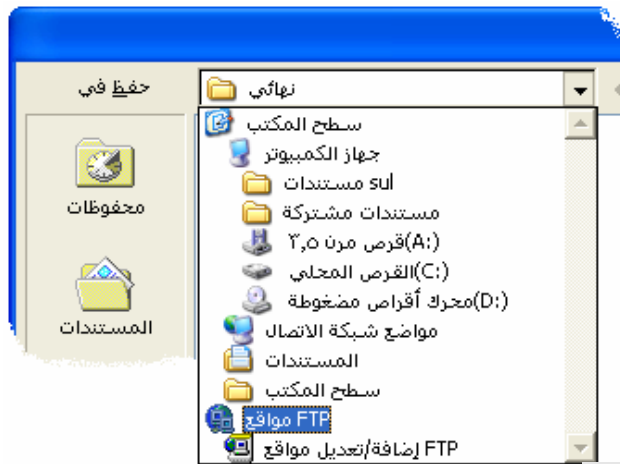 حفظ في
نهائي
سطح المكتب
جهاز الكمبيوتر
sul مستندات
مستندات مشتركة
(A:)قرص مرن ٣,٥
(C:)القرص المحلي
(D:)محرك أقراص مضغوطة
مواضع شبكة الاتصال
المستندات
سطح المكتب
FTP مواقع
FTP إضافة/تعديل مواقع
محفوظات
المستندات